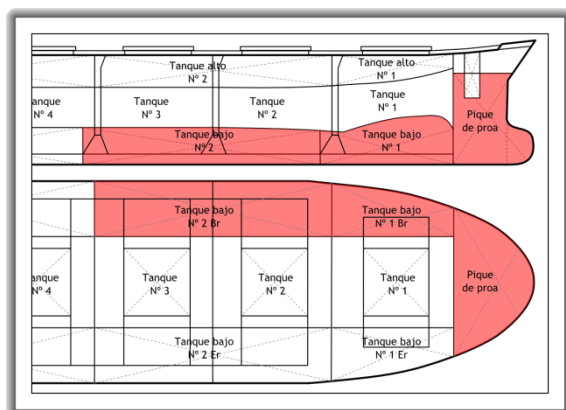 Tanque alto
Nº 2
Tanque alto
Nº 1
anque
Nº 4
Tanque
Nº 3
Tanque
Nº 2
Tanque
Nº 1
Pique
de proa
Tanque bajo
Nº 2
Tanque bajo
Nº 1
Tanque bajo
Nº 2 Br
Tanque bajo
Nº 1 Br
anque
Nº 4
Tanque
Nº 3
Tanque
Nº 2
Tanque
Nº 1
Pique
de proa
Tanque bajo
Nº 2 Er
Tanque bajo
Nº 1 Er